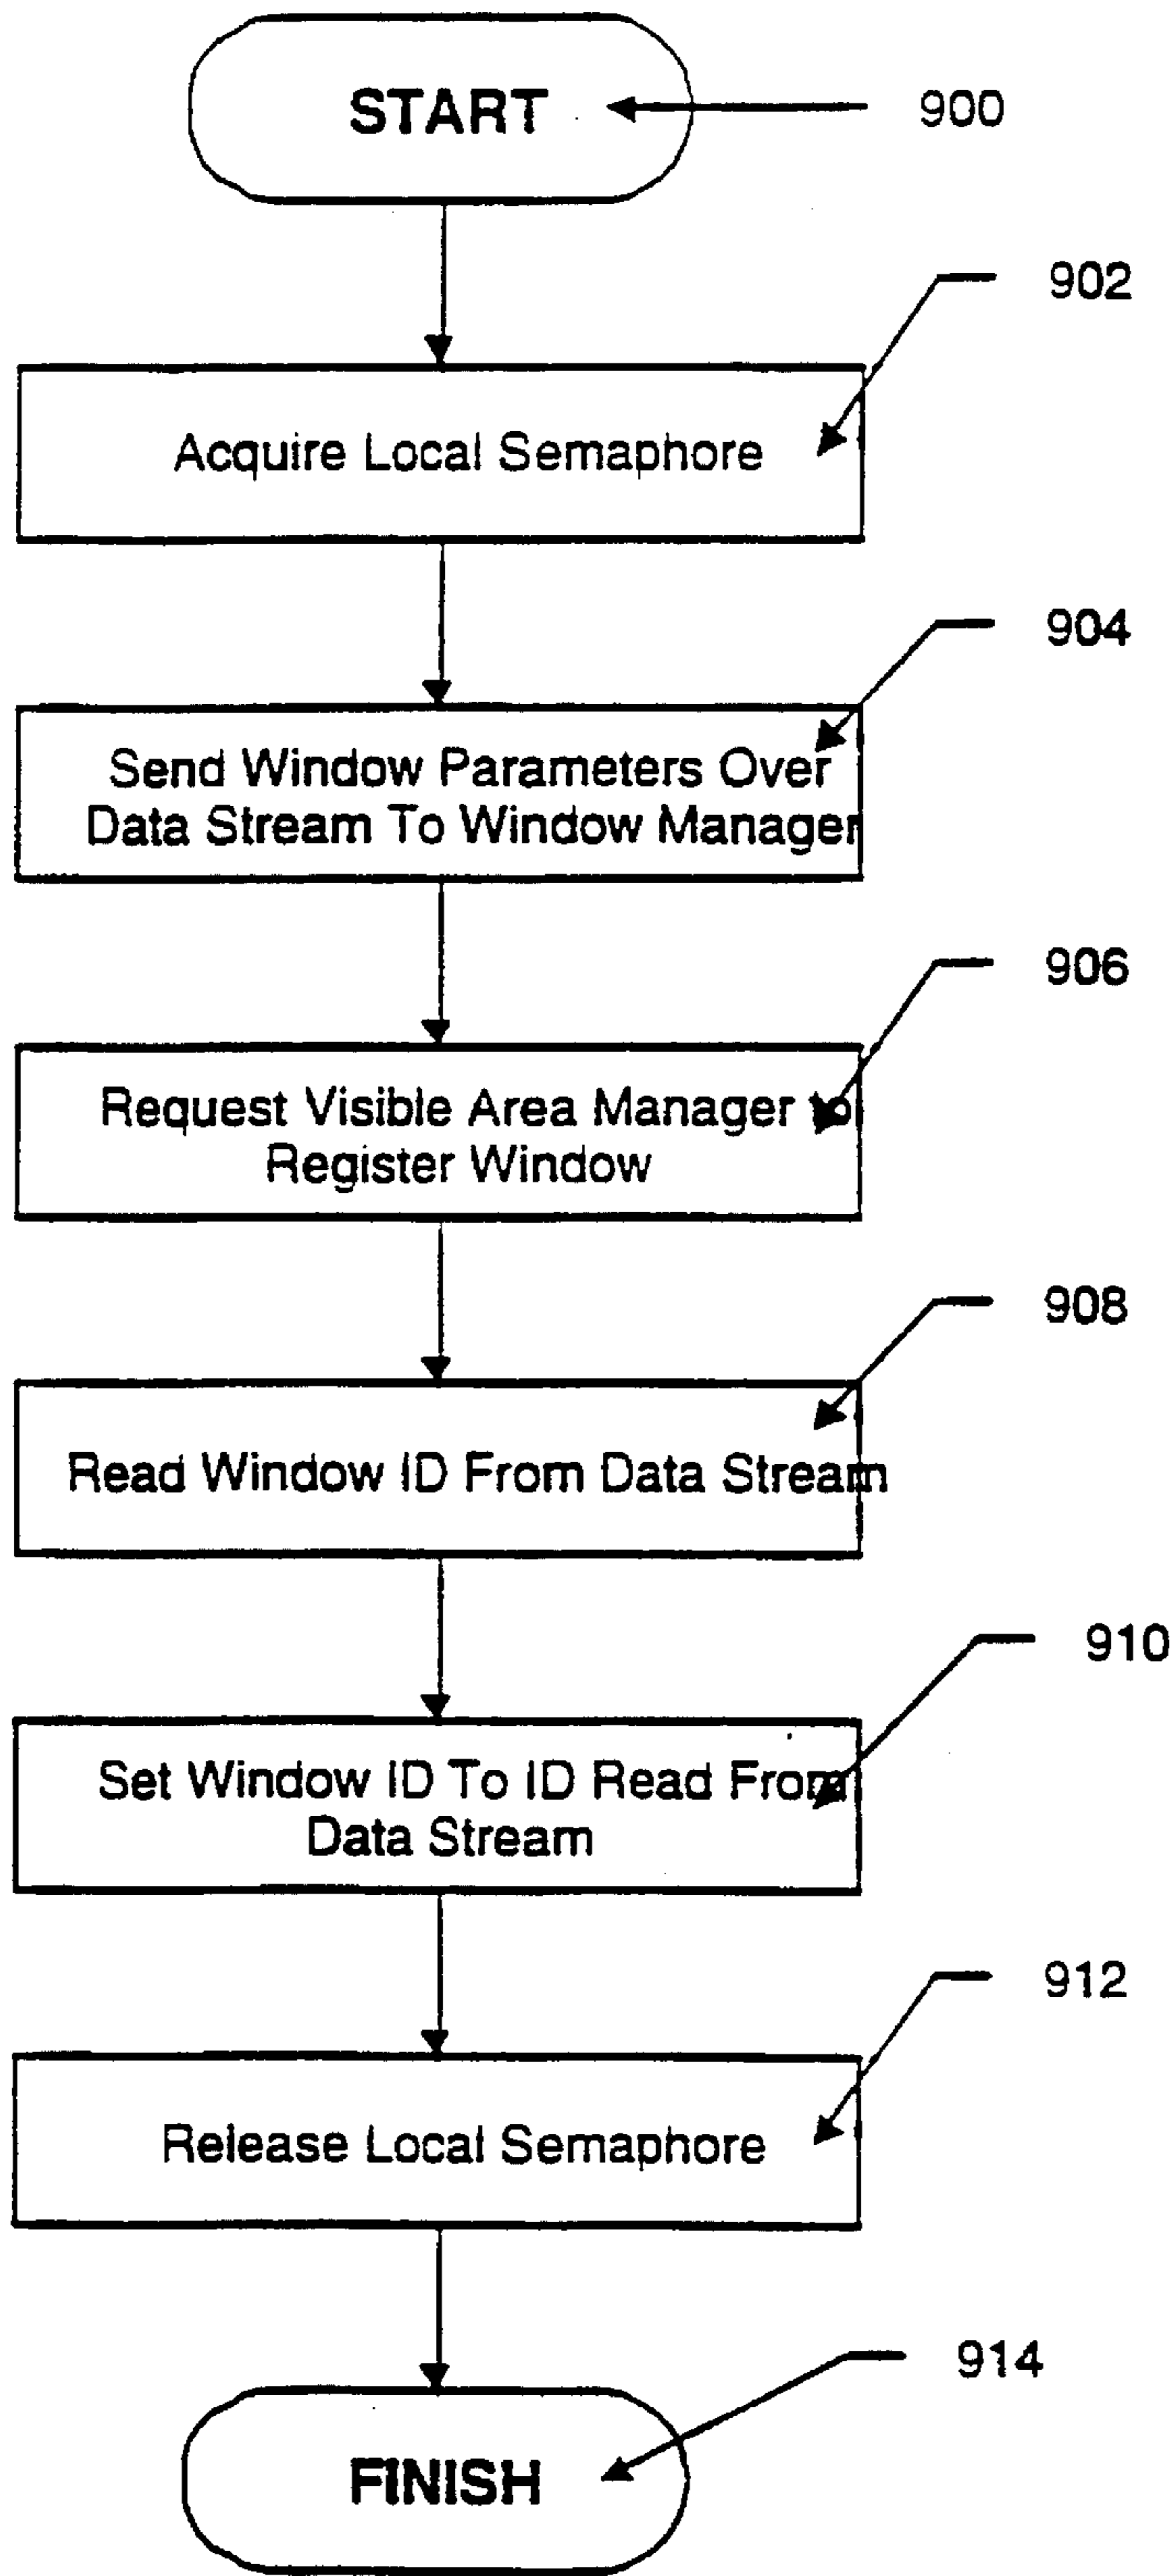 START
900
902
Acquire Local Semaphore
904
Send Window Parameters Over
Data Stream To Window Manager
906
Request Visible Area Manager to
Register Window
908
Read Window ID From Data Stream
910
Set Window ID To ID Read From
Data Stream
912
Release Local Semaphore
914
FINISH